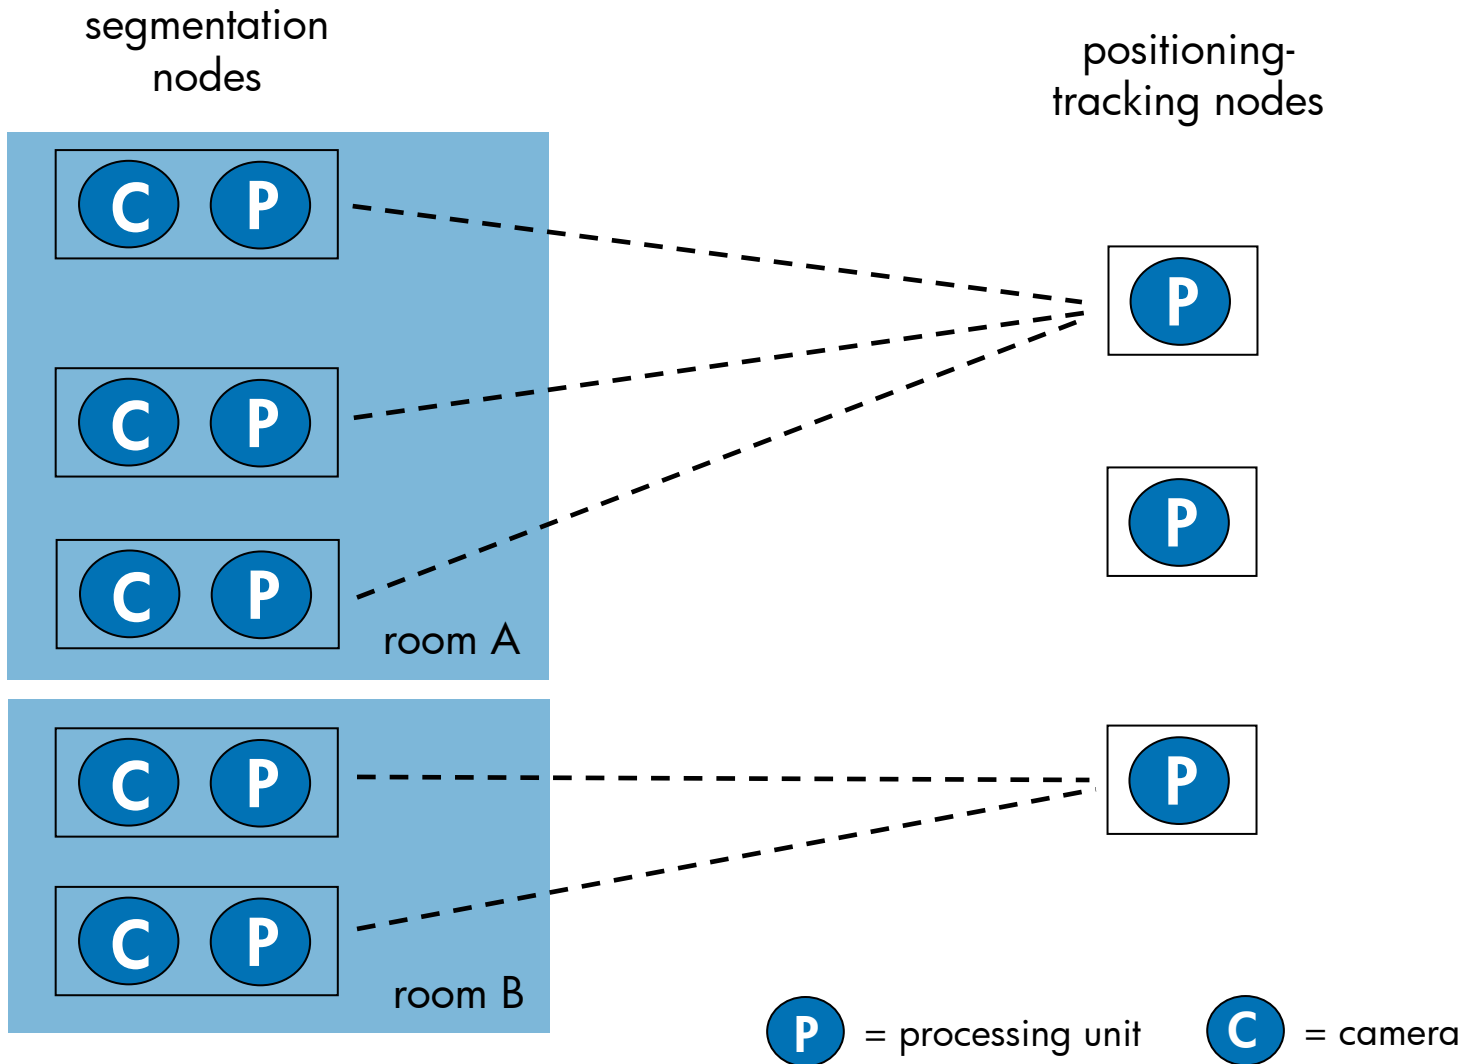 segmentation
nodes
positioning-
tracking nodes
C P
C P
C P
room A
C P
C P
room B
P
P
P
P = processing unit
C = camera